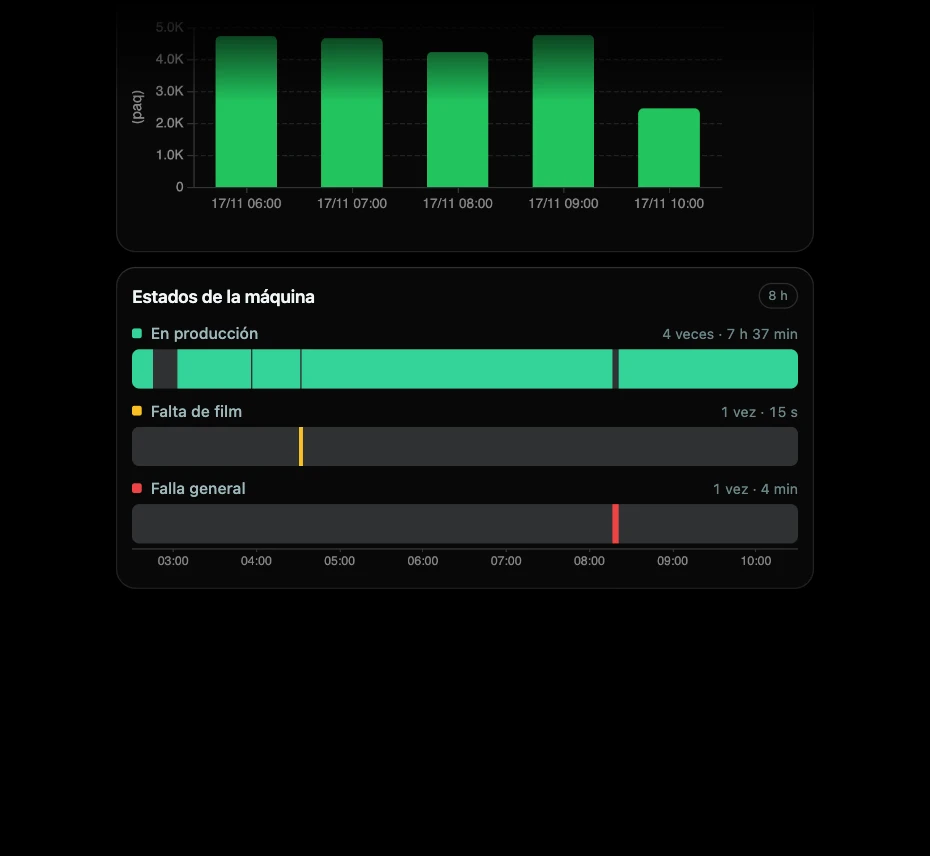 5.0K
4.0K
3.0K
2.0K
1.0K
0
(paq)
17/11 06:00 17/11 07:00 17/11 08:00 17/11 09:00 17/11 10:00
Estados de la máquina 8 h
En producción 4 veces · 7 h 37 min
Falta de film 1 vez · 15 s
Falla general 1 vez · 4 min
03:00 04:00 05:00 06:00 07:00 08:00 09:00 10:00